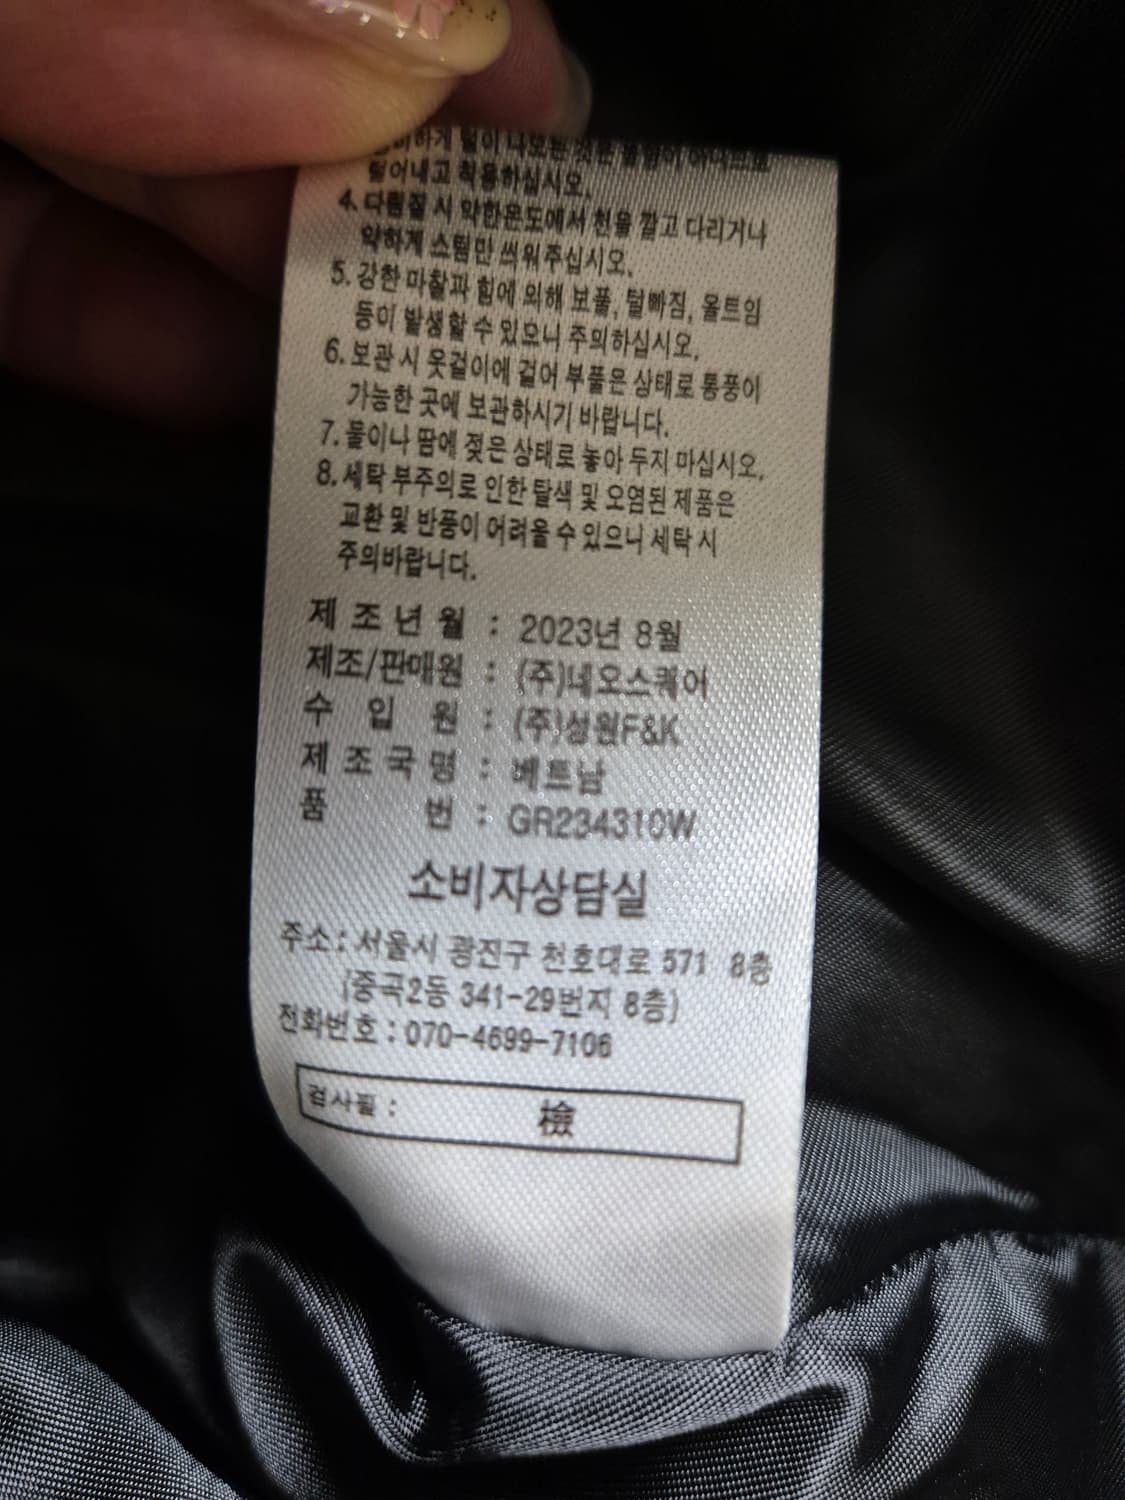 털어내고 착용하십시오.
4. 다림질 시 약한온도에서 천을 깔고 다리거나
약하게 스팀만 씌워주십시오.
5. 강한 마찰과 힘에 의해 보풀, 털빠짐, 올트임
등이 발생할 수 있으니 주의하십시오.
6. 보관 시 옷걸이에 걸어 부풀은 상태로 통풍이
가능한 곳에 보관하시기 바랍니다.
7. 물이나 땀에 젖은 상태로 놓아 두지 마십시오.
8. 세탁 부주의로 인한 탈색 및 오염된 제품은
교환 및 반품이 어려울 수 있으니 세탁 시
주의바랍니다.
제 조 년 월 : 2023년 8월
제조/판매원 : (주)네오스퀘어
수 입 원 : (주)성원F&K
제 조 국 명 : 베트남
품 번 : GR234310W
소비자상담실
주소 : 서울시 광진구 천호대로 571 8층
(중곡2동 341-29번지 8층)
전화번호 : 070-4699-7106
검사필 : 檢